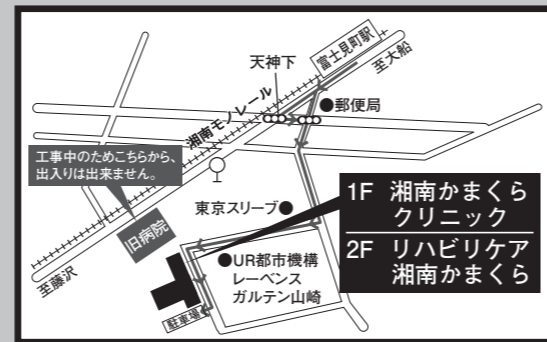 富士見町駅
至大船
天神下
●郵便局
湘南モノレール
工事中のためこちらから、
出入りは出来ません。
旧病院
東京スリーブ●
1F 湘南かまくら
クリニック
2F リハビリケア
湘南かまくら
●UR都市機構
レーベンス
ガルテン山崎
至藤沢
駐車場